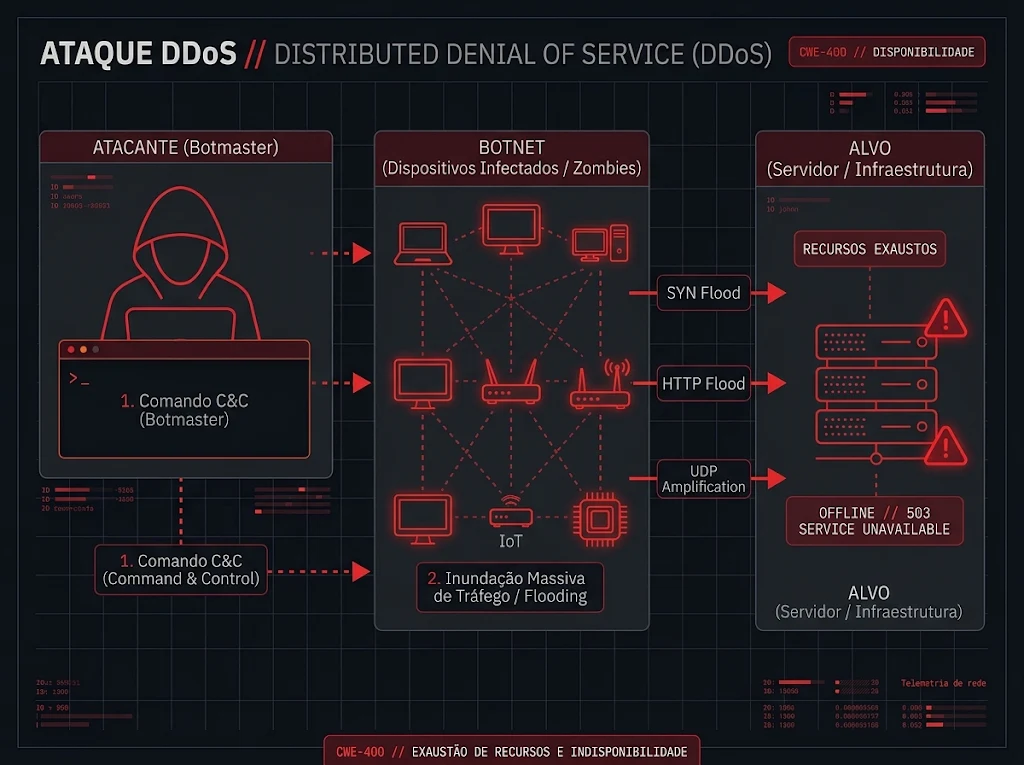 ATAQUE DDoS // DISTRIBUTED DENIAL OF SERVICE (DDoS)
CWE-400 // DISPONIBILIDADE
ATACANTE (Botmaster)
>_
1. Comando C&C
(Botmaster)
1. Comando C&C
(Command & Control)
BOTNET
(Dispositivos Infectados / Zombies)
IoT
2. Inundação Massiva
de Tráfego / Flooding
SYN Flood
HTTP Flood
UDP
Amplification
ALVO
(Servidor / Infraestrutura)
RECURSOS EXAUSTOS
OFFLINE // 503
SERVICE UNAVAILABLE
ALVO
(Servidor / Infraestrutura)
Telemetria de rede
CWE-400 // EXAUSTÃO DE RECURSOS E INDISPONIBILIDADE